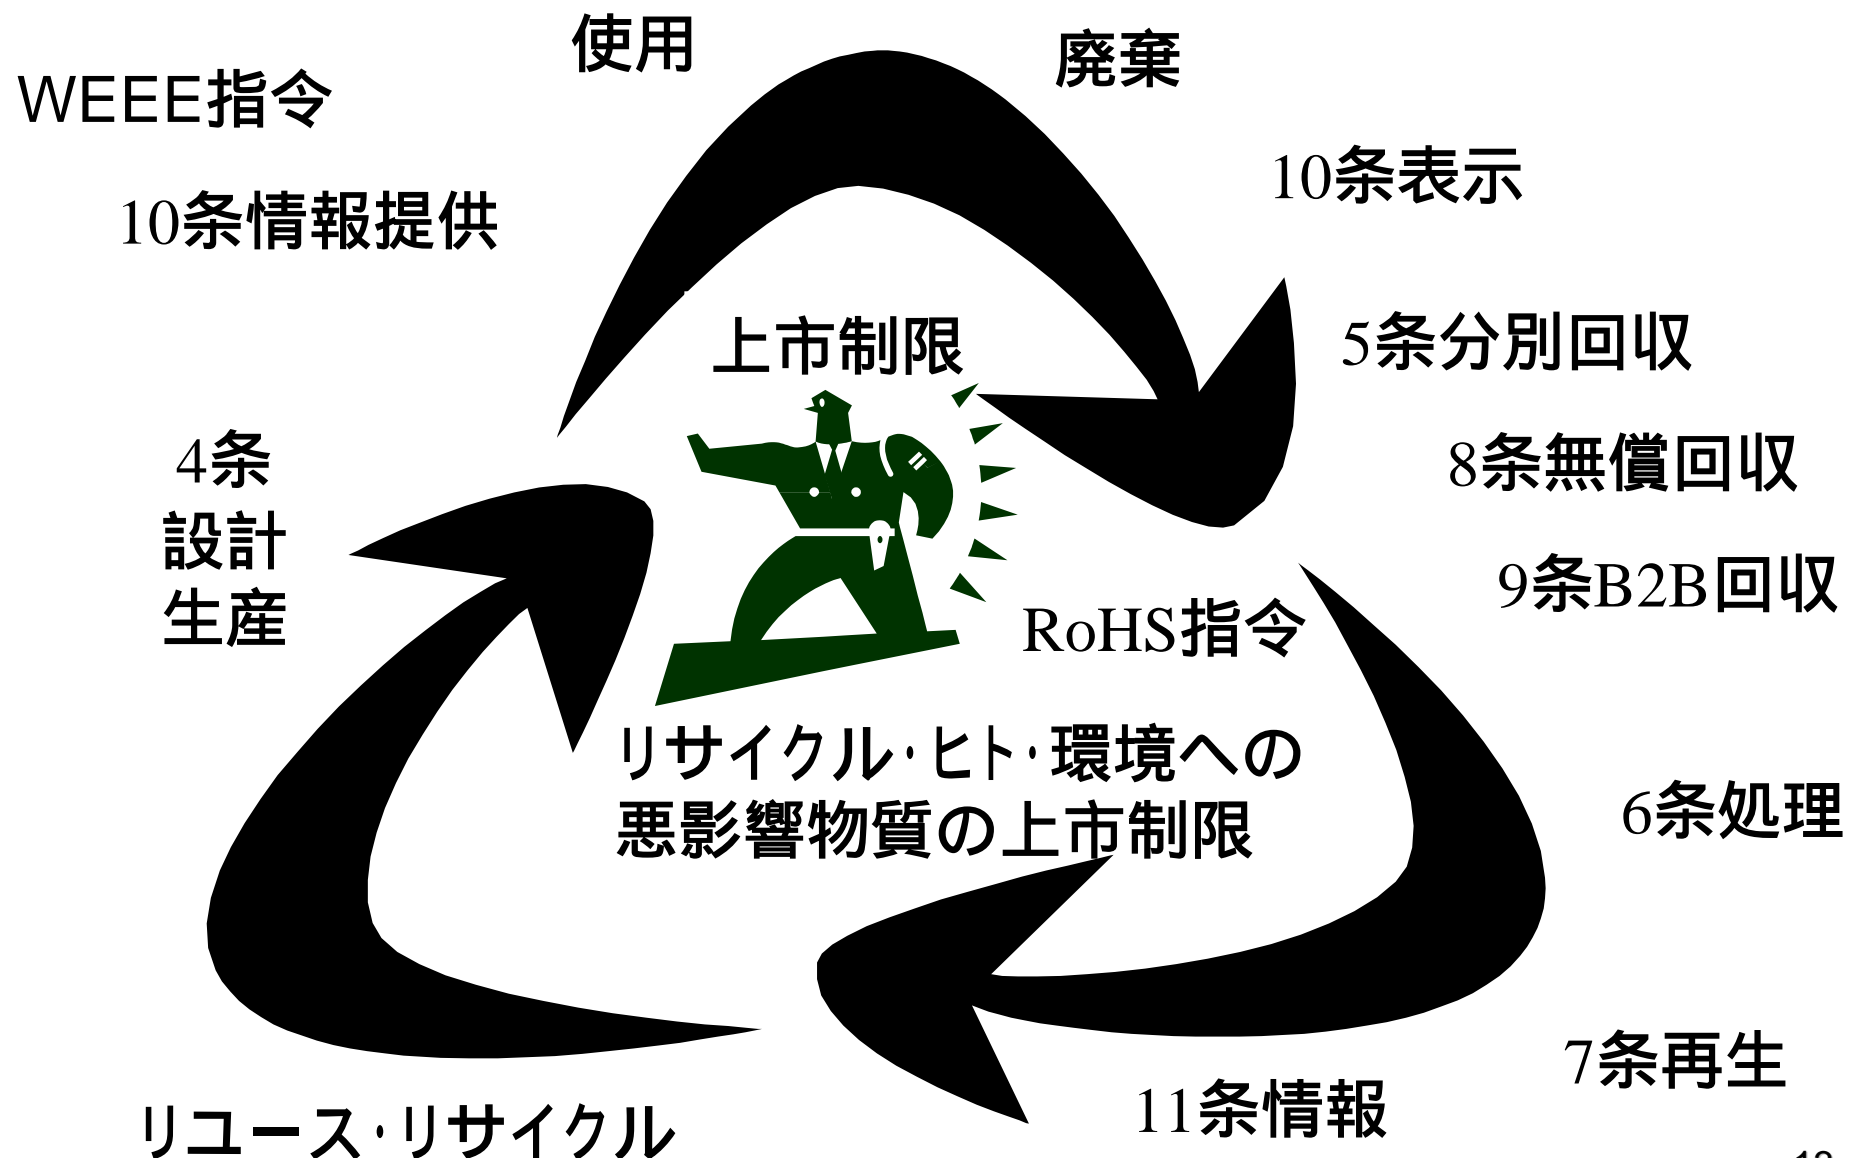 使用
廃棄
WEEE指令
10条表示
10条情報提供
上市制限
5条分別回収
4条
設計
生産
8条無償回収
9条B2B回収
RoHS指令
リサイクル・ヒト・環境への
悪影響物質の上市制限
6条処理
7条再生
11条情報
リユース・リサイクル